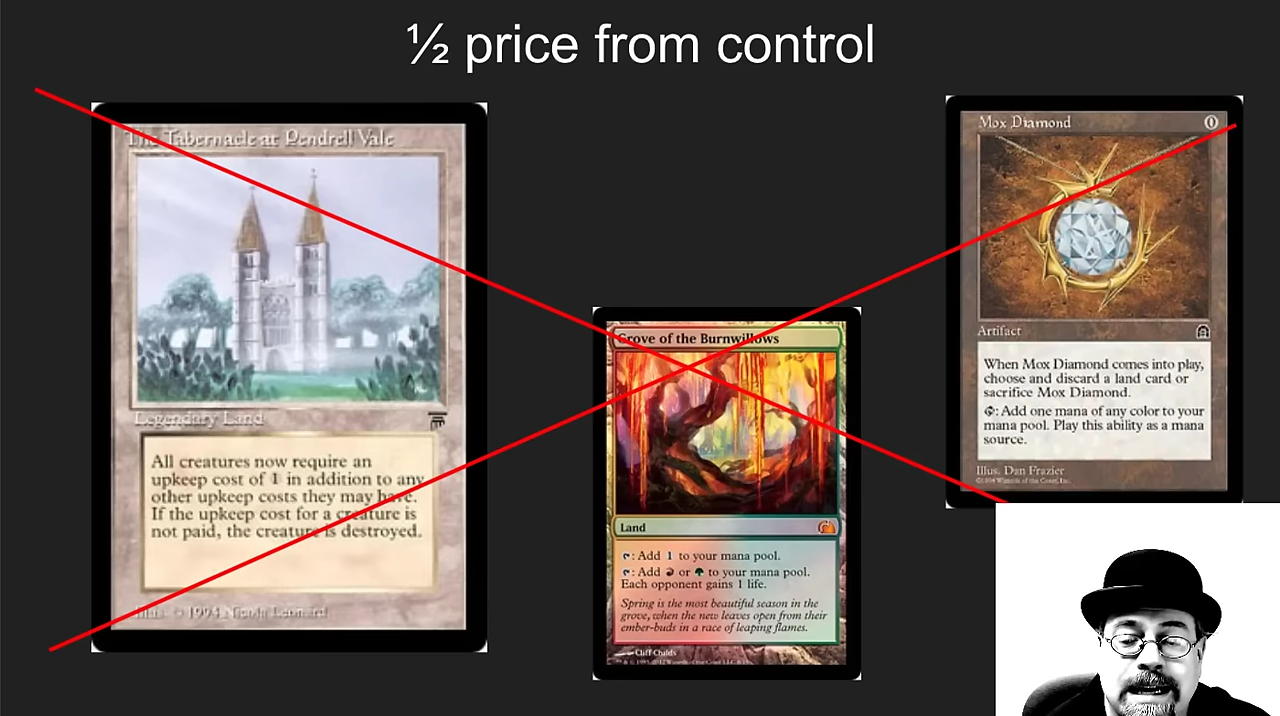 ½ price from control
The Tabernacle at Pendrell Vale
Legendary Land
All creatures now require an
upkeep cost of 1 in addition to any
other upkeep costs they may have.
If the upkeep cost for a creature is
not paid, the creature is destroyed.
Illus. © 1994 Nicola Leonard
Grove of the Burnwillows
Land
: Add 1 to your mana pool.
: Add or to your mana pool.
Each opponent gains 1 life.
Spring is the most beautiful season in the
grove, when the new leaves open from their
ember-buds in a race of leaping flames.
Cliff Childs
Mox Diamond 0
Artifact
When Mox Diamond comes into play,
choose and discard a land card or
sacrifice Mox Diamond.
: Add one mana of any color to your
mana pool. Play this ability as a mana
source.
Illus. Dan Frazier